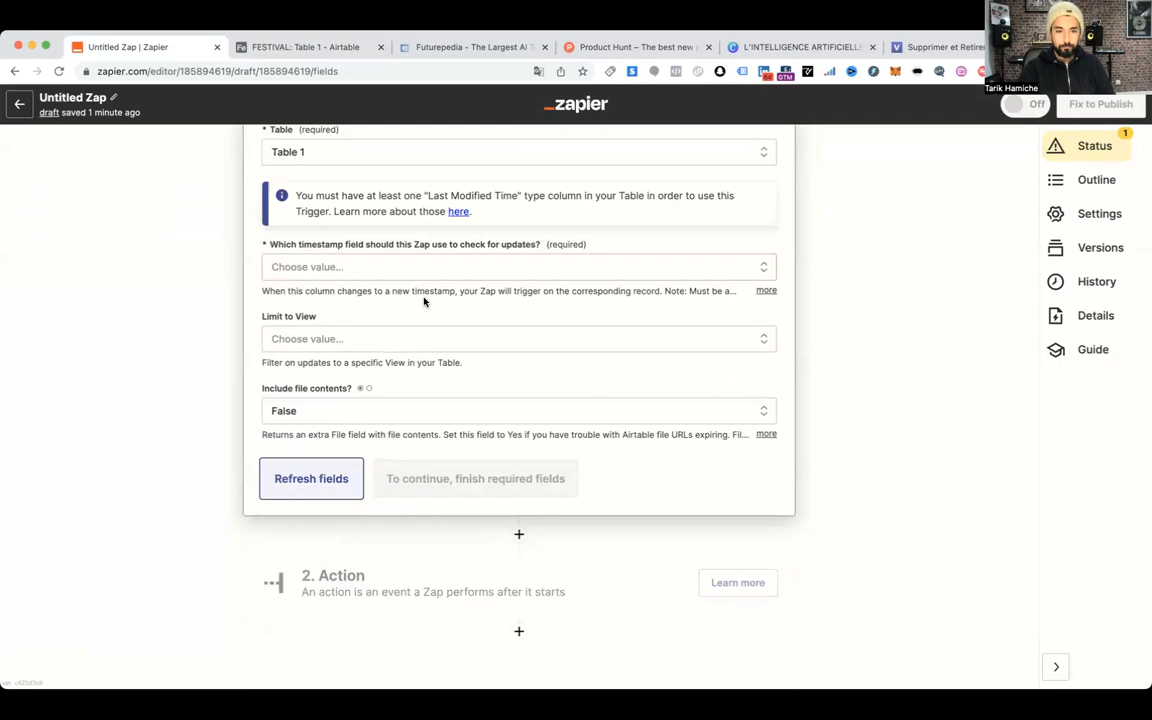 Untitled Zap | Zapier
FESTIVAL: Table 1 - Airtable
Futurepedia - The Largest AI T
Product Hunt – The best new
L'INTELLIGENCE ARTIFICIELLE
Supprimer et Retire
zapier.com/editor/185894619/draft/185894619/fields
GTM
Tarik Hamiche
Untitled Zap
draft saved 1 minute ago
zapier
Off
Fix to Publish
* Table (required)
Table 1
You must have at least one "Last Modified Time" type column in your Table in order to use this
Trigger. Learn more about those here.
* Which timestamp field should this Zap use to check for updates? (required)
Choose value...
When this column changes to a new timestamp, your Zap will trigger on the corresponding record. Note: Must be a... more
Limit to View
Choose value...
Filter on updates to a specific View in your Table.
Include file contents?
False
Returns an extra File field with file contents. Set this field to Yes if you have trouble with Airtable file URLs expiring. Fil... more
Refresh fields
To continue, finish required fields
2. Action
An action is an event a Zap performs after it starts
Learn more
1
Status
Outline
Settings
Versions
History
Details
Guide